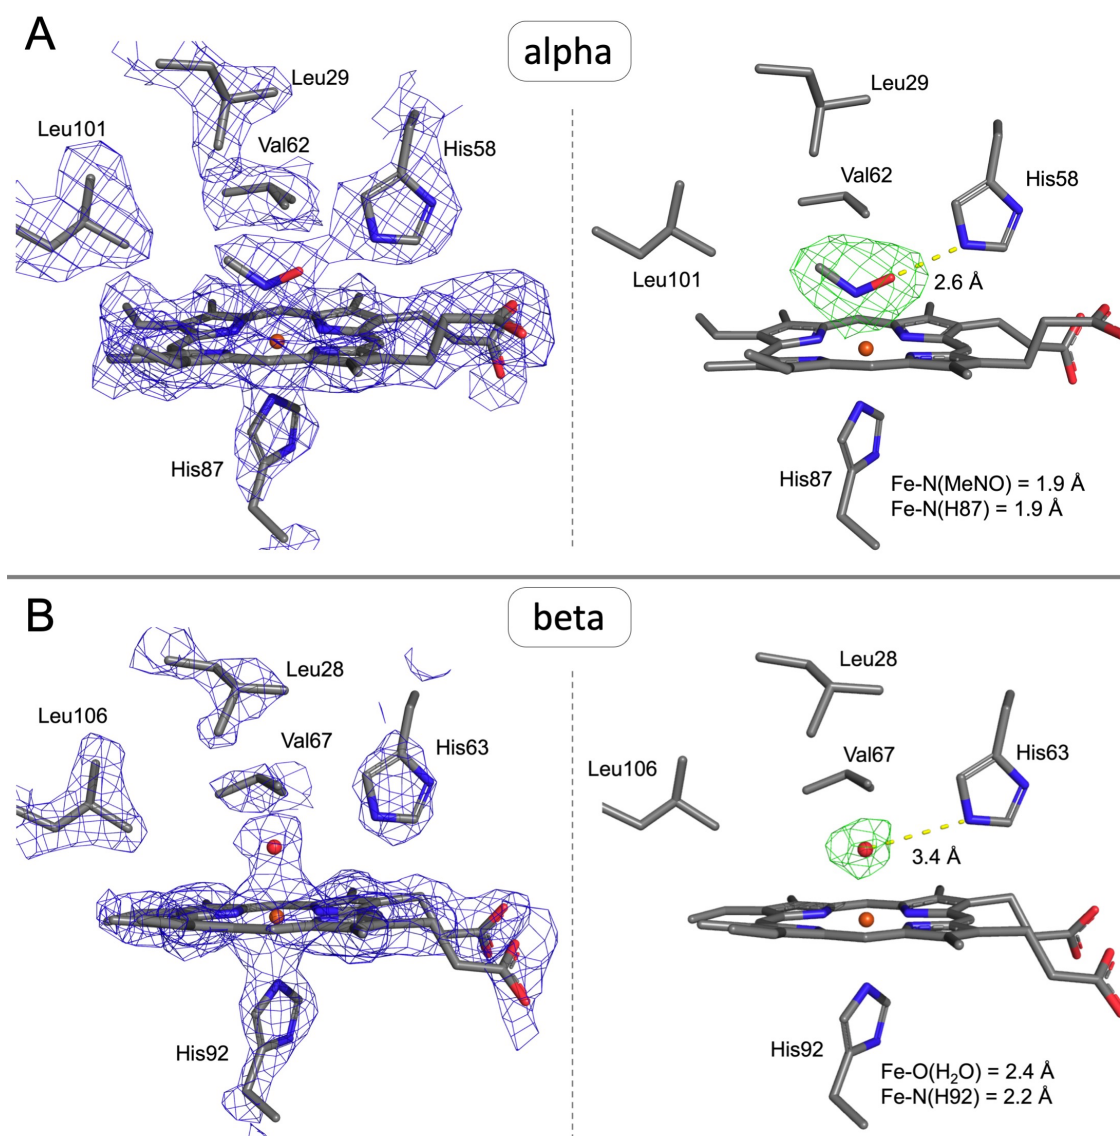 A
alpha
Leu29
Leu101
Val62
His58
His87
Leu29
Val62
His58
Leu101
2.6 Å
His87
Fe-N(MeNO) = 1.9 Å
Fe-N(H87) = 1.9 Å
B
beta
Leu28
Leu106
Val67
His63
His92
Leu28
Val67
His63
Leu106
3.4 Å
His92
Fe-O(H₂O) = 2.4 Å
Fe-N(H92) = 2.2 Å